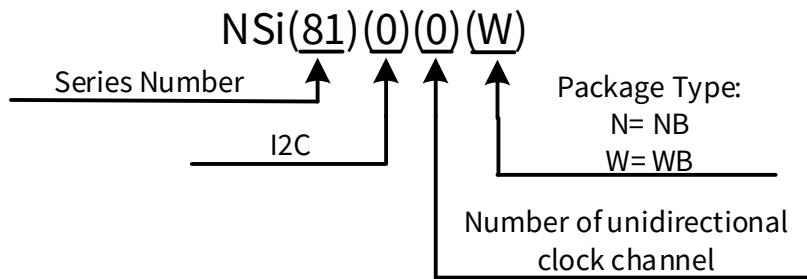 NSi(81)(0)(0)(W)
Series Number
Package Type:
N= NB
W= WB
I2C
Number of unidirectional
clock channel